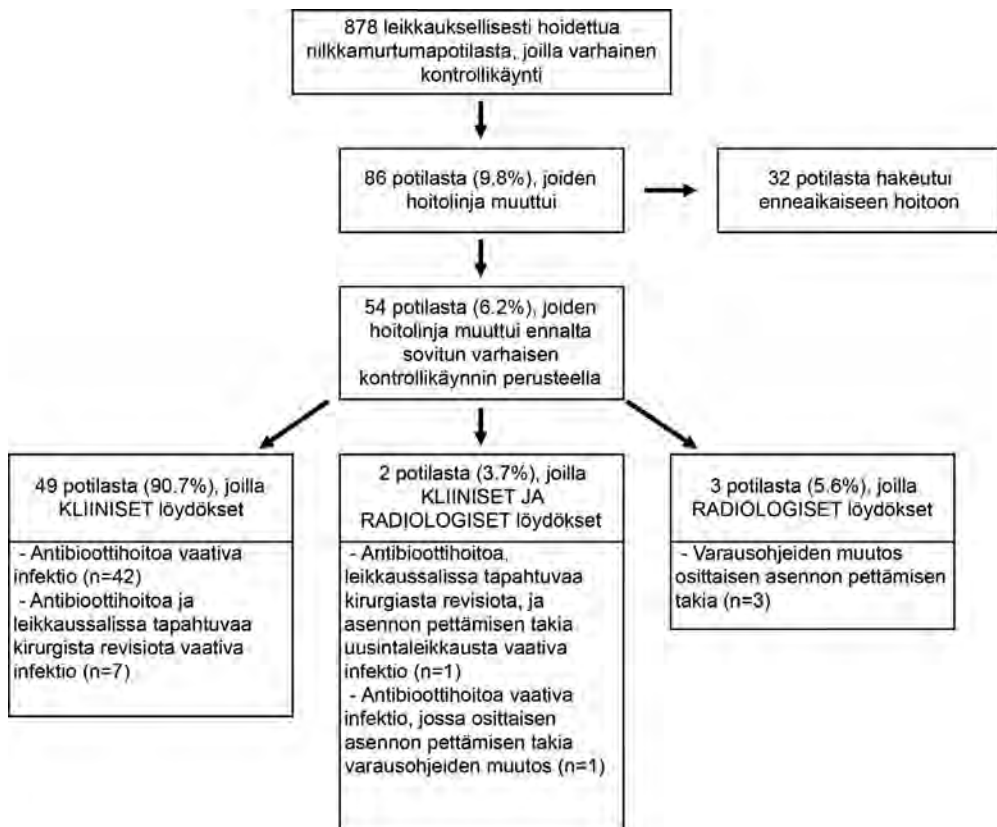 878 leikkauksellisesti hoidettua
nilkkamurtumapotilasta, joilla varhainen
kontrollikäynti
86 potilasta (9,8%), joiden
hoitolinja muuttui
32 potilasta hakeutui
enneaikaiseen hoitoon
54 potilasta (6.2%), joiden
hoitolinja muuttui ennalta
sovitun varhaisen
kontrollikäynnin perusteella
49 potilasta (90.7%), joilla
KLIINISET löydökset
- Antibioottihoitoa vaativa
infektio (n=42)
- Antibioottihoitoa ja
leikkaussalissa tapahtuvaa
kirurgista revisiota vaativa
infektio (n=7)
2 potilasta (3.7%), joilla
KLIINISET JA
RADIOLOGISET löydökset
- Antibioottihoitoa,
leikkäussalissa tapahtuvaa
kirurgiasta revisiota, ja
asennon pettämisen takia
uusintaleikkausta vaativa
infektio (n=1)
- Antibioottihoitoa vaativa
infektio, jossa osittaisen
asennon pettämisen takia
varausohjeiden muutos (n=1)
3 potilasta (5.6%), joilla
RADIOLOGISET löydökset
- Varausohjeiden muutos
osittaisen asennon pettämisen
takia (n=3)